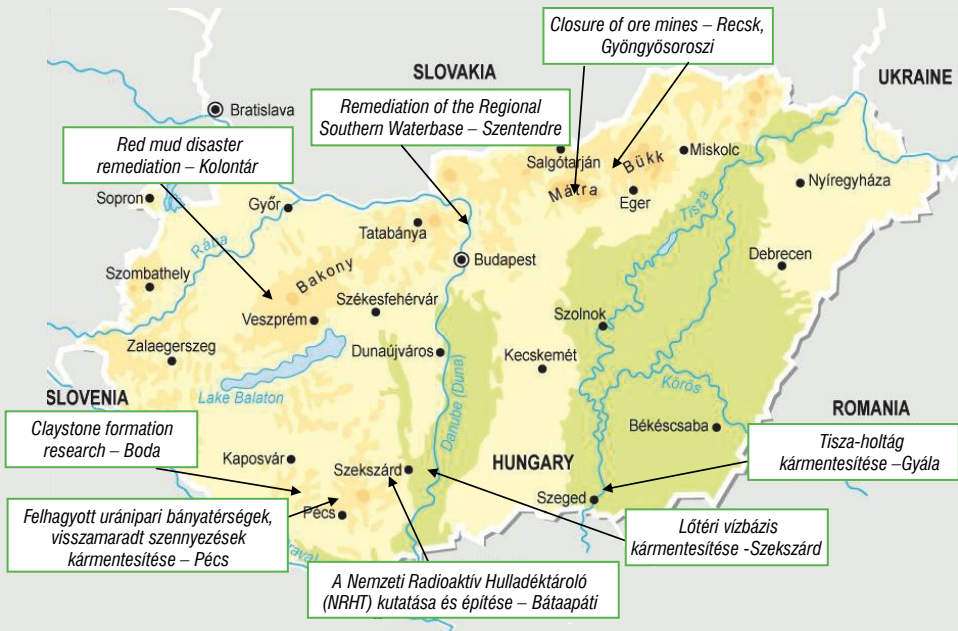 Closure of ore mines – Recsk,
Gyöngyösoroszi
SLOVAKIA
UKRAINE
Bratislava
Remediation of the Regional
Southern Waterbase – Szentendre
Red mud disaster
remediation – Kolontár
Salgótarján
Bükk
Miskolc
Mátra
Eger
Nyíregyháza
Sopron
Győr
Tisza
Rába
Tatabánya
Budapest
Debrecen
Bakony
Szombathely
Székesfehérvár
Veszprém
Szolnok
Zalaegerszeg
Dunaújváros
Kecskemét
Lake Balaton
Danube (Duna)
Körös
SLOVENIA
ROMANIA
Claystone formation
research – Boda
Békéscsaba
Tisza-holtág
kármentesítése –Gyála
Kaposvár
Szekszárd
HUNGARY
Szeged
Felhagyott uránipari bányatérségek,
visszamaradt szennyezések
kármentesítése – Pécs
Pécs
Lőtéri vízbázis
kármentesítése -Szekszárd
A Nemzeti Radioaktív Hulladéktároló
(NRHT) kutatása és építése – Bátaapáti